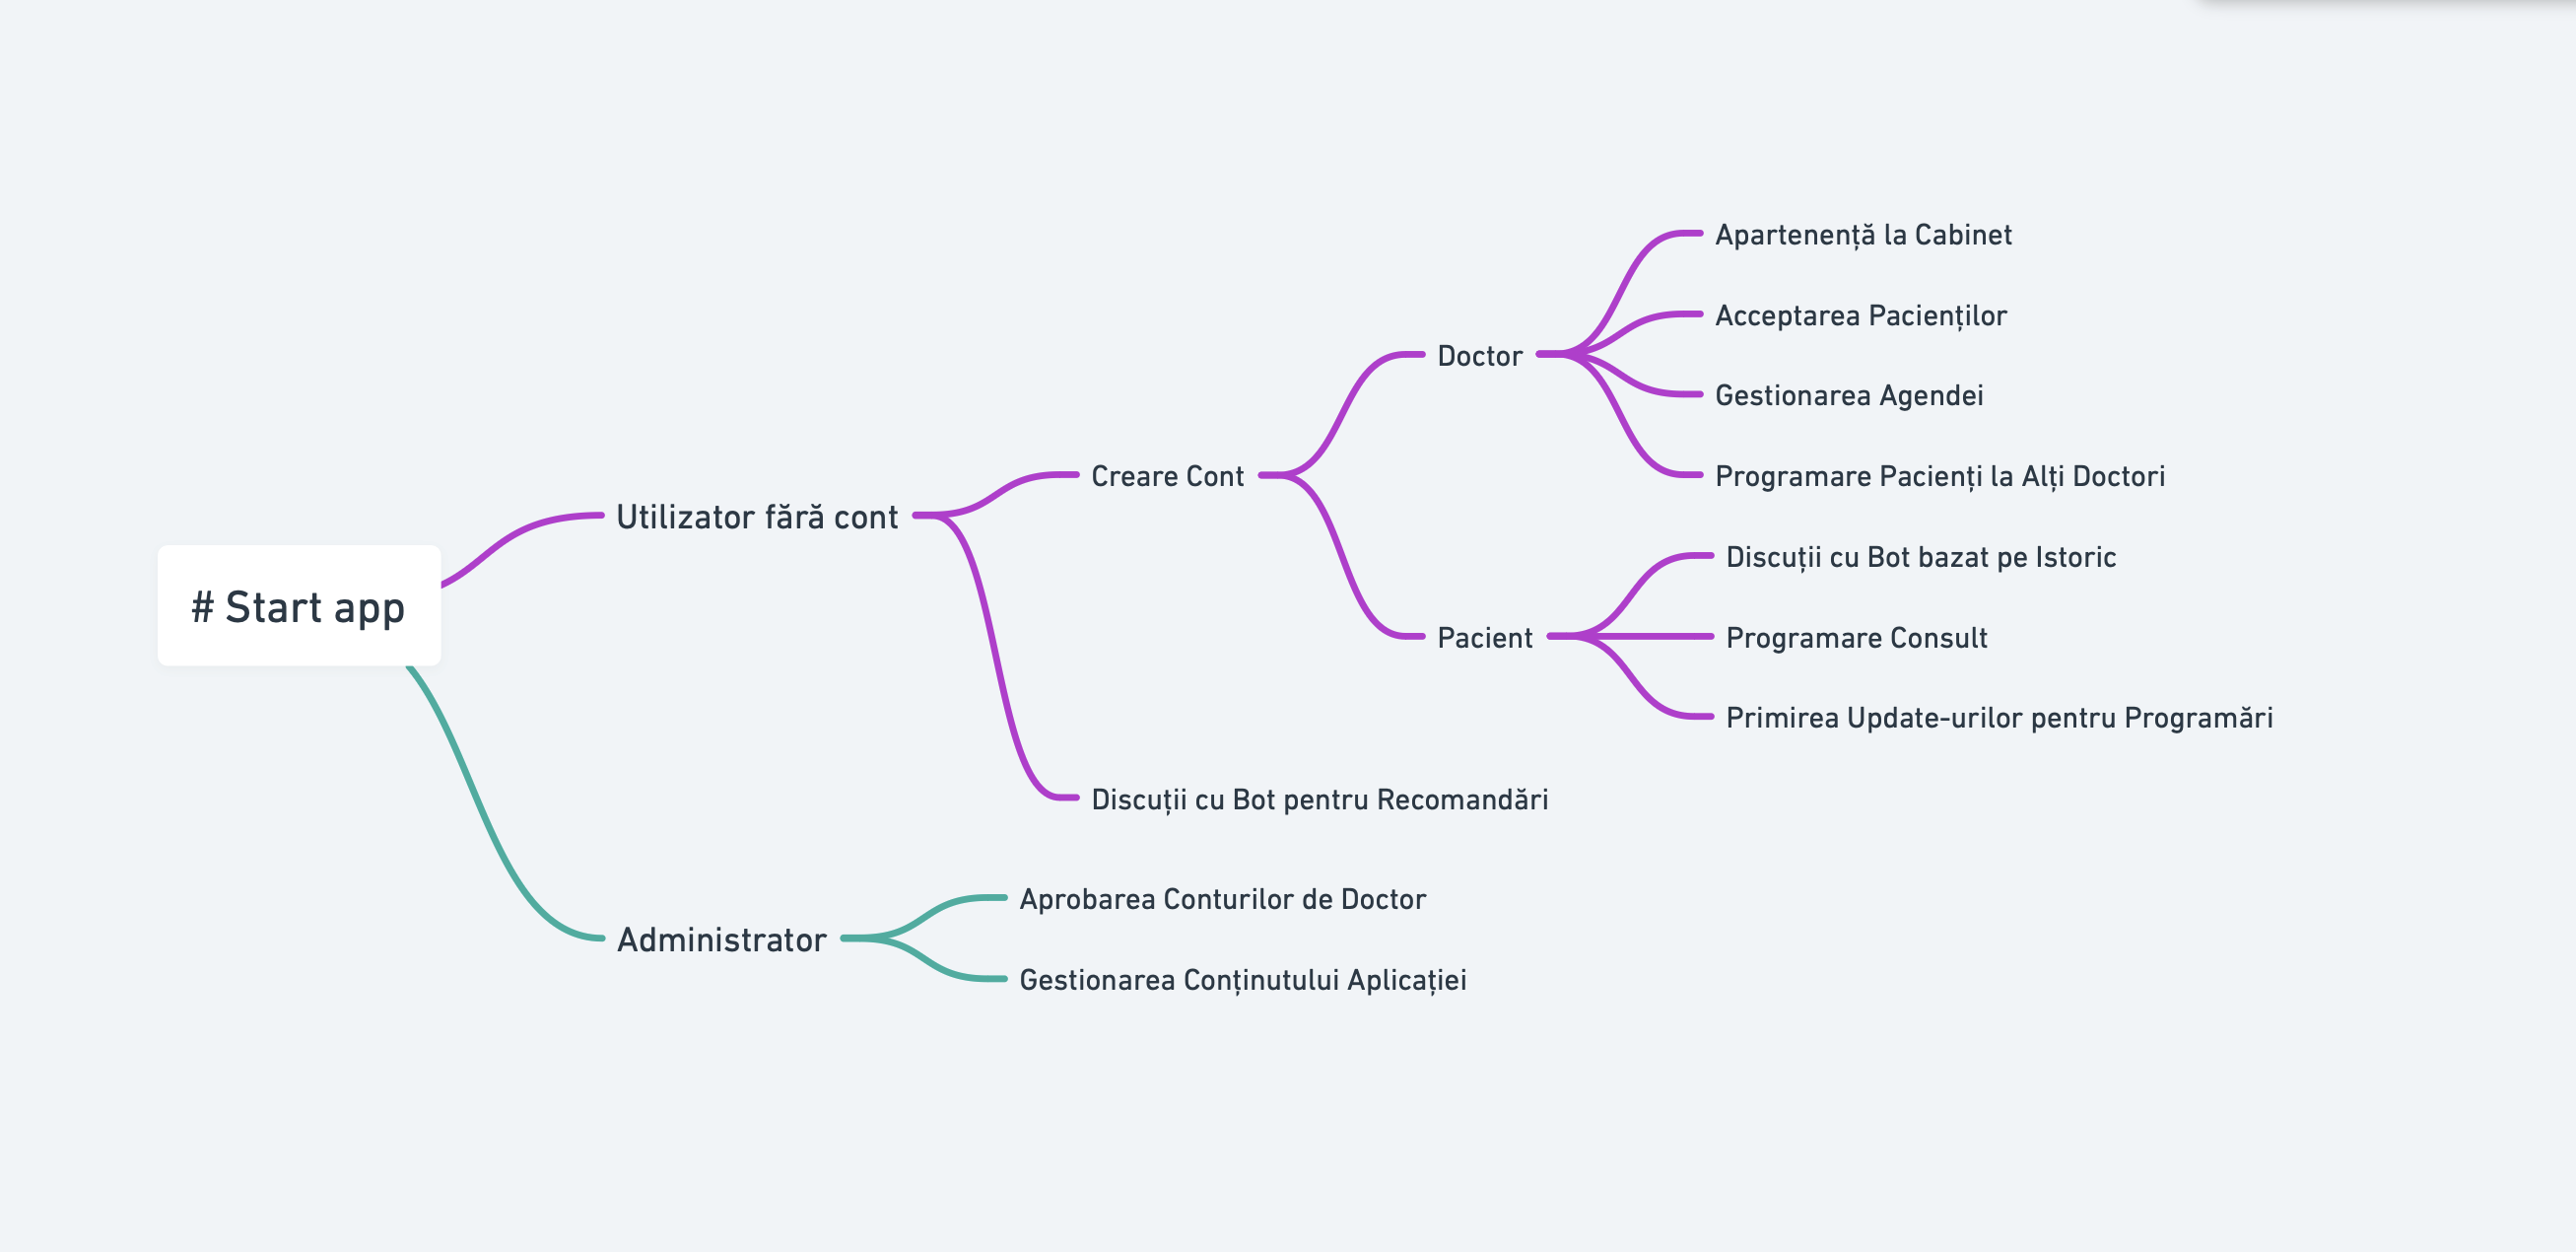 # Start app
Utilizator fără cont
Creare Cont
Doctor
Apartenență la Cabinet
Acceptarea Pacienților
Gestionarea Agendei
Programare Pacienți la Alți Doctori
Pacient
Discuții cu Bot bazat pe Istoric
Programare Consult
Primirea Update-urilor pentru Programări
Discuții cu Bot pentru Recomandări
Administrator
Aprobarea Conturilor de Doctor
Gestionarea Conținutului Aplicației